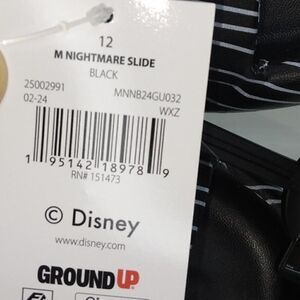 12
M NIGHTMARE SLIDE
BLACK
25002991
02-24
MNNB24GU032
WXZ
1 95142 18978 9
RN# 151473
© Disney
www.disney.com
GROUND UP